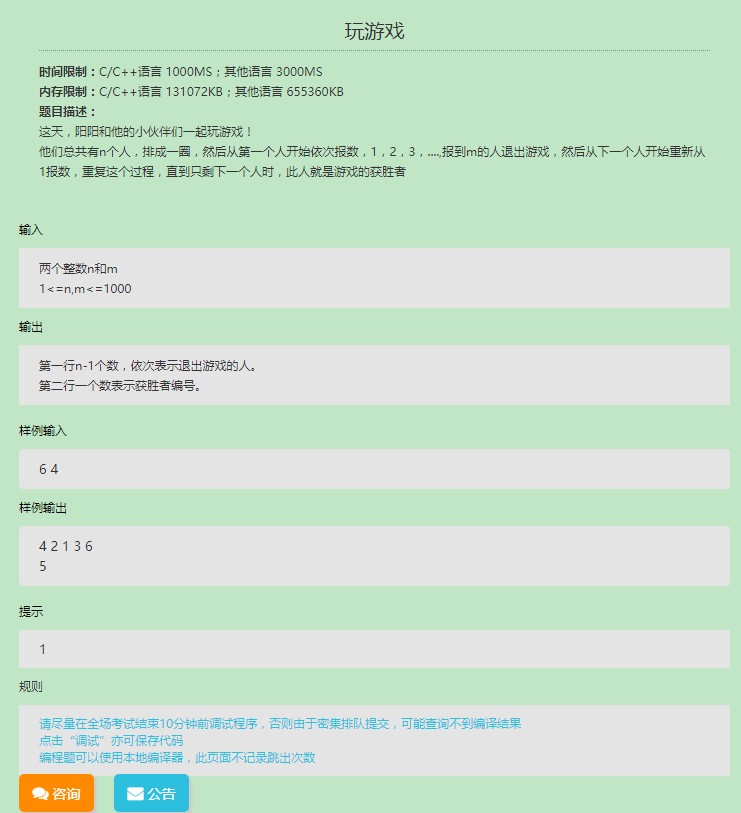 玩游戏
时间限制：C/C++语言 1000MS；其他语言 3000MS
内存限制：C/C++语言 131072KB；其他语言 655360KB
题目描述：
这天，阳阳和他的小伙伴们一起玩游戏！
他们总共有n个人，排成一圈，然后从第一个人开始依次报数，1，2，3，....,报到m的人退出游戏，然后从下一个人开始重新从
1报数，重复这个过程，直到只剩下一个人时，此人就是游戏的获胜者
输入
两个整数n和m
1<=n,m<=1000
输出
第一行n-1个数，依次表示退出游戏的人。
第二行一个数表示获胜者编号。
样例输入
6 4
样例输出
4 2 1 3 6
5
提示
1
规则
请尽量在全场考试结束10分钟前调试程序，否则由于密集排队提交，可能查询不到编译结果
点击“调试”亦可保存代码
编程题可以使用本地编译器，此页面不记录跳出次数
咨询 公告